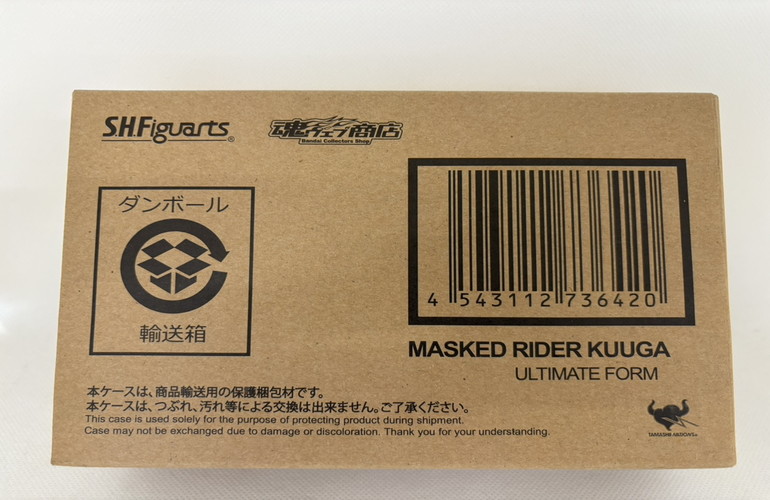 S.H.Figuarts®
魂ウェブ商店
Bandai Collectors Shop
ダンボール
輸送箱
4 543112 736420
MASKED RIDER KUUGA
ULTIMATE FORM
本ケースは、商品輸送用の保護梱包材です。
本ケースは、つぶれ、汚れ等による交換は出来ません。ご了承ください。
This case is used solely for the purpose of protecting product during shipment.
Case may not be exchanged due to damage or discoloration. Thank you for your understanding.
TAMASHII NATIONS